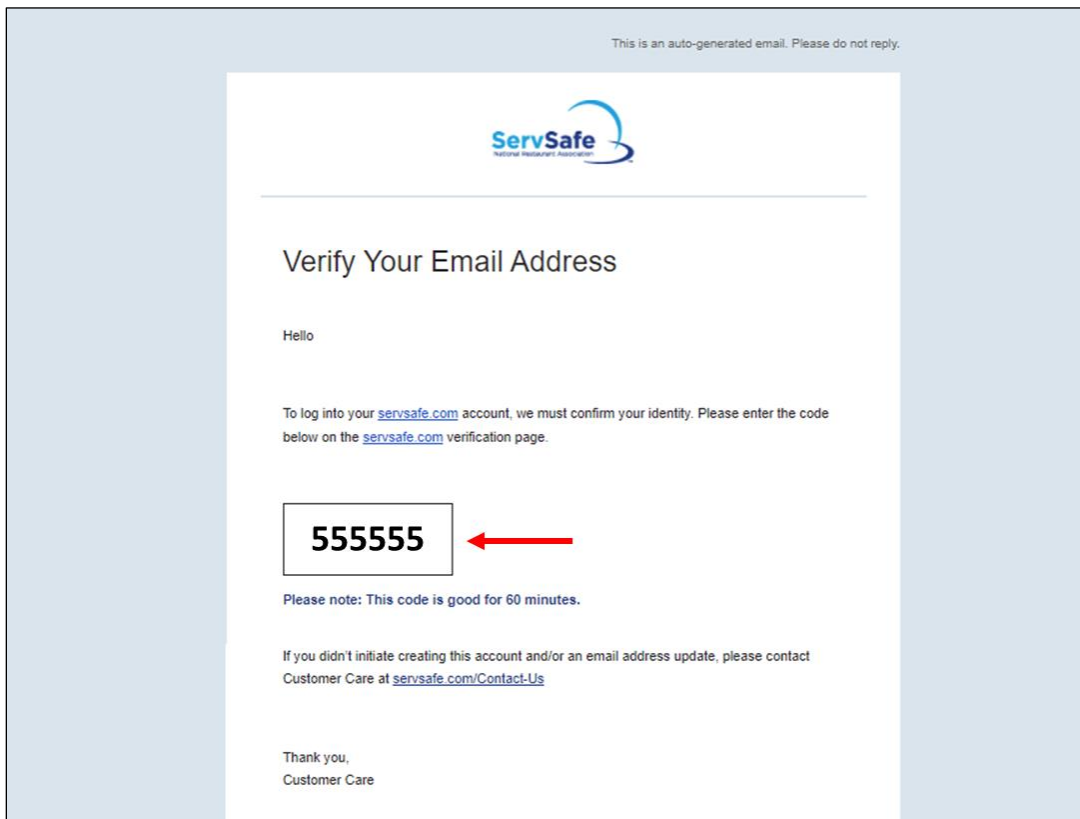 This is an auto-generated email. Please do not reply.
ServSafe
National Restaurant Association
Verify Your Email Address
Hello
To log into your servsafe.com account, we must confirm your identity. Please enter the code
below on the servsafe.com verification page.
555555
Please note: This code is good for 60 minutes.
If you didn't initiate creating this account and/or an email address update, please contact
Customer Care at servsafe.com/Contact-Us
Thank you,
Customer Care